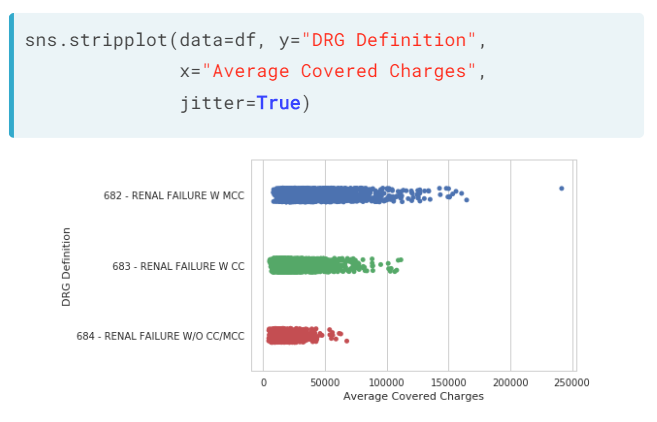 sns.stripplot(data=df, y="DRG Definition",
x="Average Covered Charges",
jitter=True)
682 - RENAL FAILURE W MCC
683 - RENAL FAILURE W CC
684 - RENAL FAILURE W/O CC/MCC
DRG Definition
0 50000 100000 150000 200000 250000
Average Covered Charges